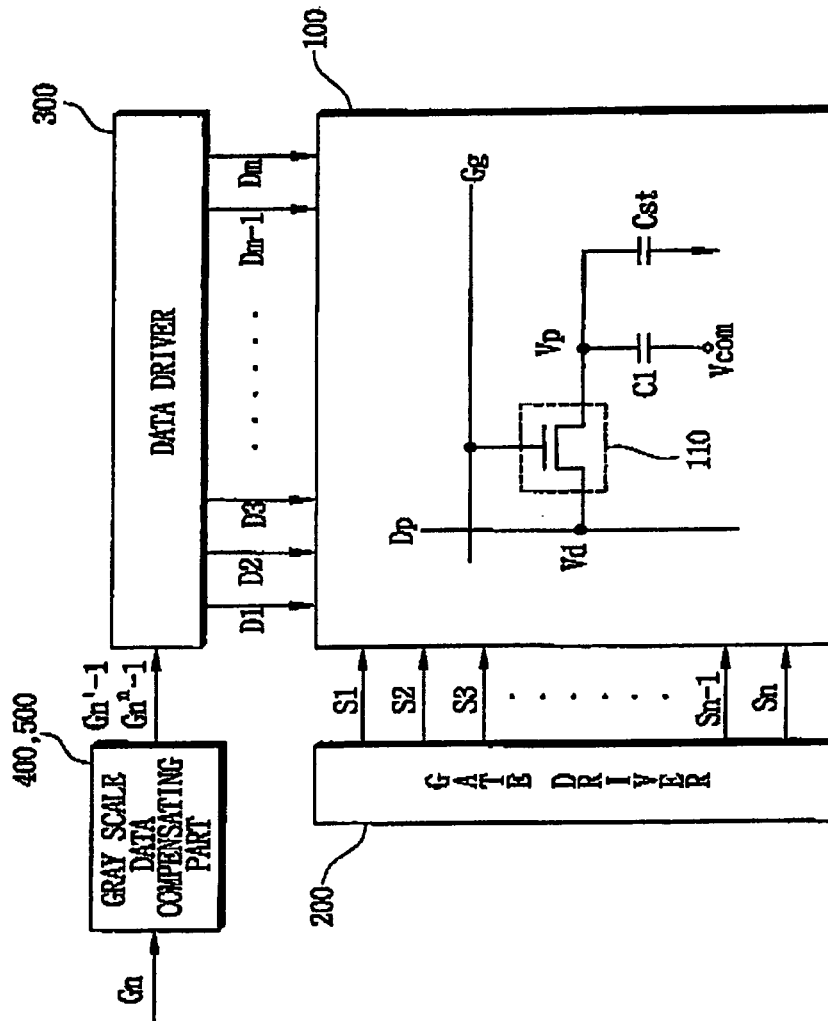 Gn
GRAY SCALE
DATA
COMPENSATING
PART
400,500
Gn'-1
Gn"-1
DATA DRIVER
300
D1
D2
D3
. . . . . .
Dm-1
Dm
GATE DRIVER
200
S1
S2
S3
. . . . . .
Sn-1
Sn
100
Gg
Dp
Vd
110
Vp
C1
Vcom
Cst